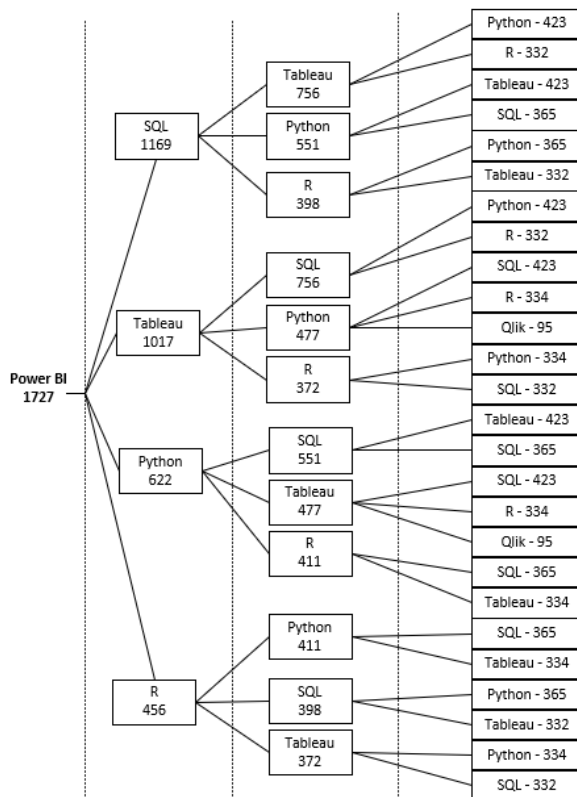 Power BI
1727
SQL
1169
Tableau
1017
Python
622
R
456
Tableau
756
Python
551
R
398
SQL
756
Python
477
R
372
SQL
551
Tableau
477
R
411
Python
411
SQL
398
Tableau
372
Python - 423
R - 332
Tableau - 423
SQL - 365
Python - 365
Tableau - 332
Python - 423
R - 332
SQL - 423
R - 334
Qlik - 95
Python - 334
SQL - 332
Tableau - 423
SQL - 365
SQL - 423
R - 334
Qlik - 95
SQL - 365
Tableau - 334
SQL - 365
Tableau - 334
Python - 365
Tableau - 332
Python - 334
SQL - 332